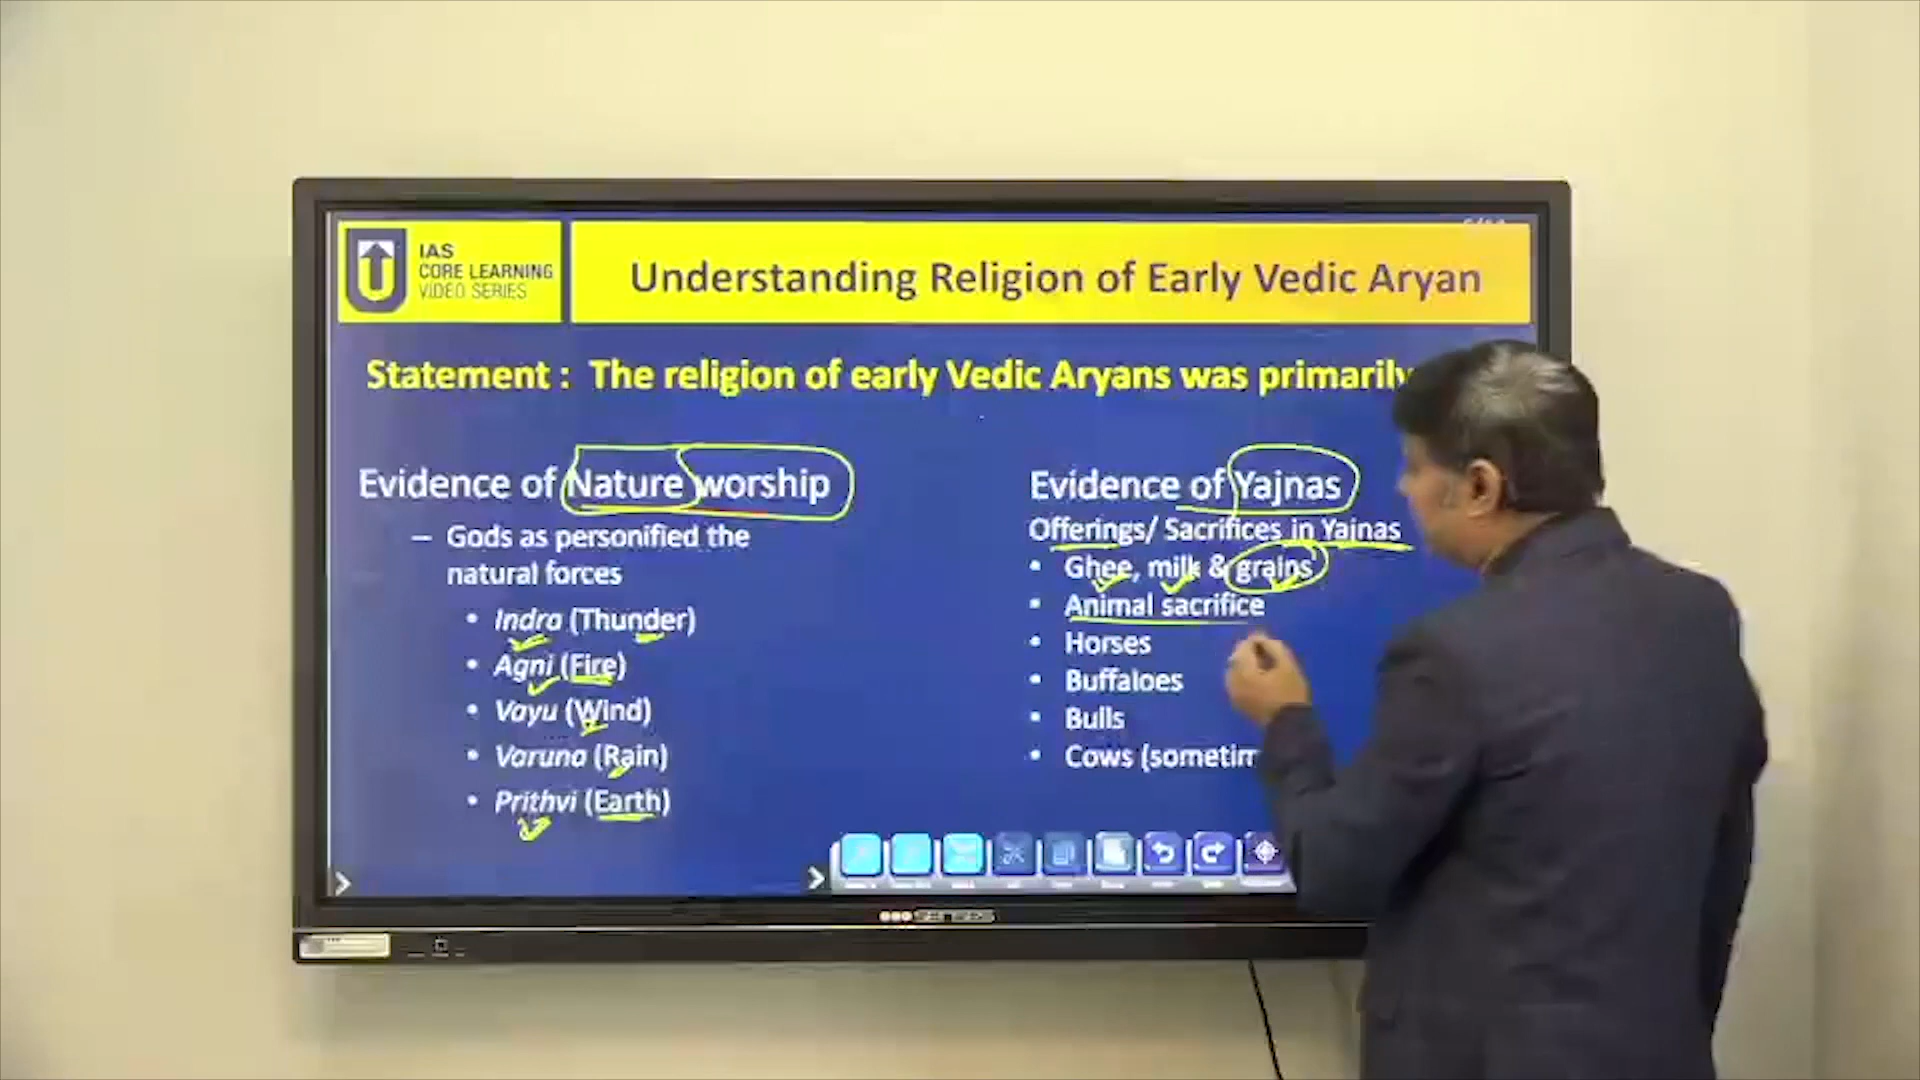 IAS
CORE LEARNING
VIDEO SERIES
Understanding Religion of Early Vedic Aryan
Statement : The religion of early Vedic Aryans was primarily
Evidence of Nature worship
– Gods as personified the
natural forces
• Indra (Thunder)
• Agni (Fire)
• Vayu (Wind)
• Varuna (Rain)
• Prithvi (Earth)
Evidence of Yajnas
Offerings/ Sacrifices in Yajnas
• Ghee, milk & grains
• Animal sacrifice
• Horses
• Buffaloes
• Bulls
• Cows (sometim